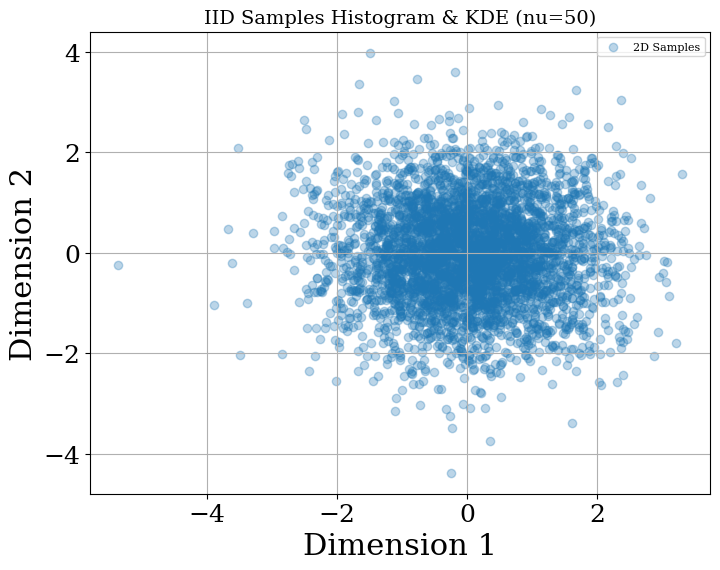 IID Samples Histogram & KDE (nu=50)
2D Samples
4
2
0
−2
−4
Dimension 2
−4
−2
0
2
Dimension 1